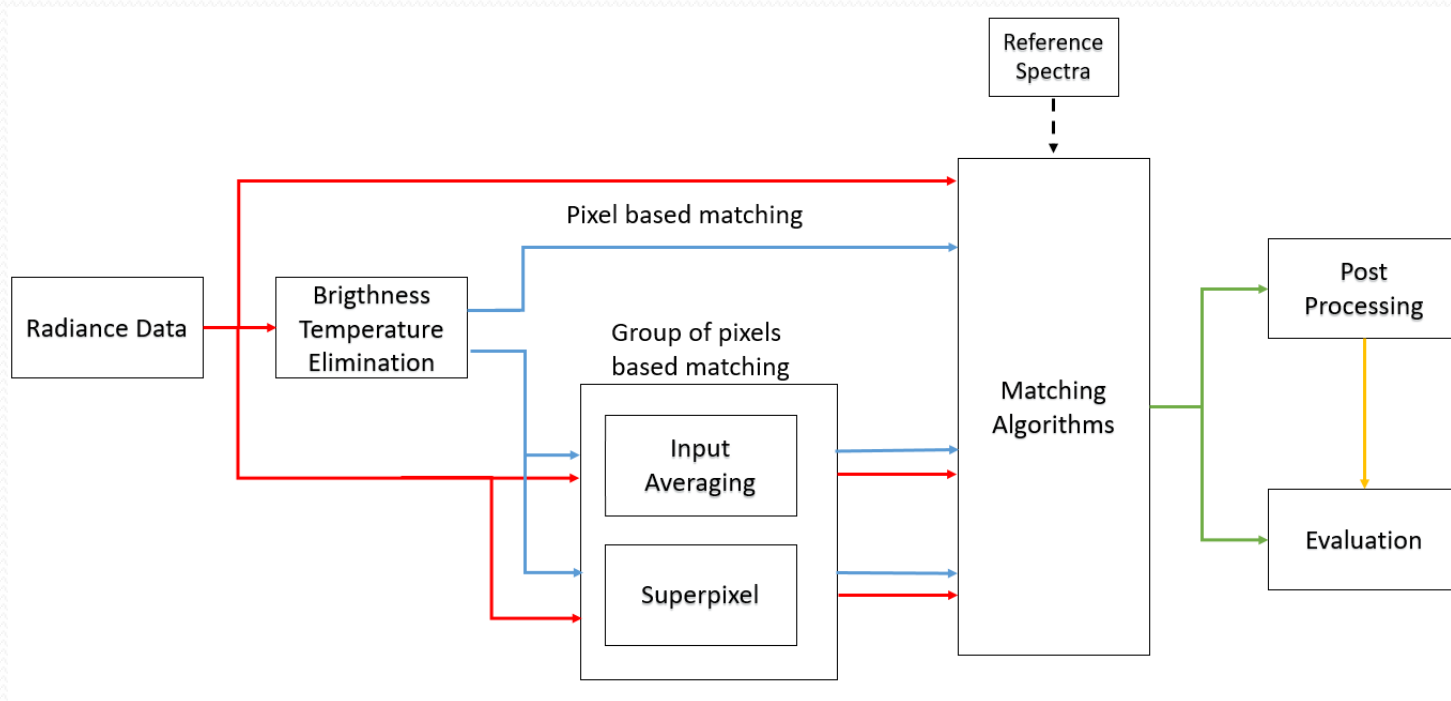 Reference
Spectra
Pixel based matching
Radiance Data
Brigthness
Temperature
Elimination
Group of pixels
based matching
Input
Averaging
Superpixel
Matching
Algorithms
Post
Processing
Evaluation